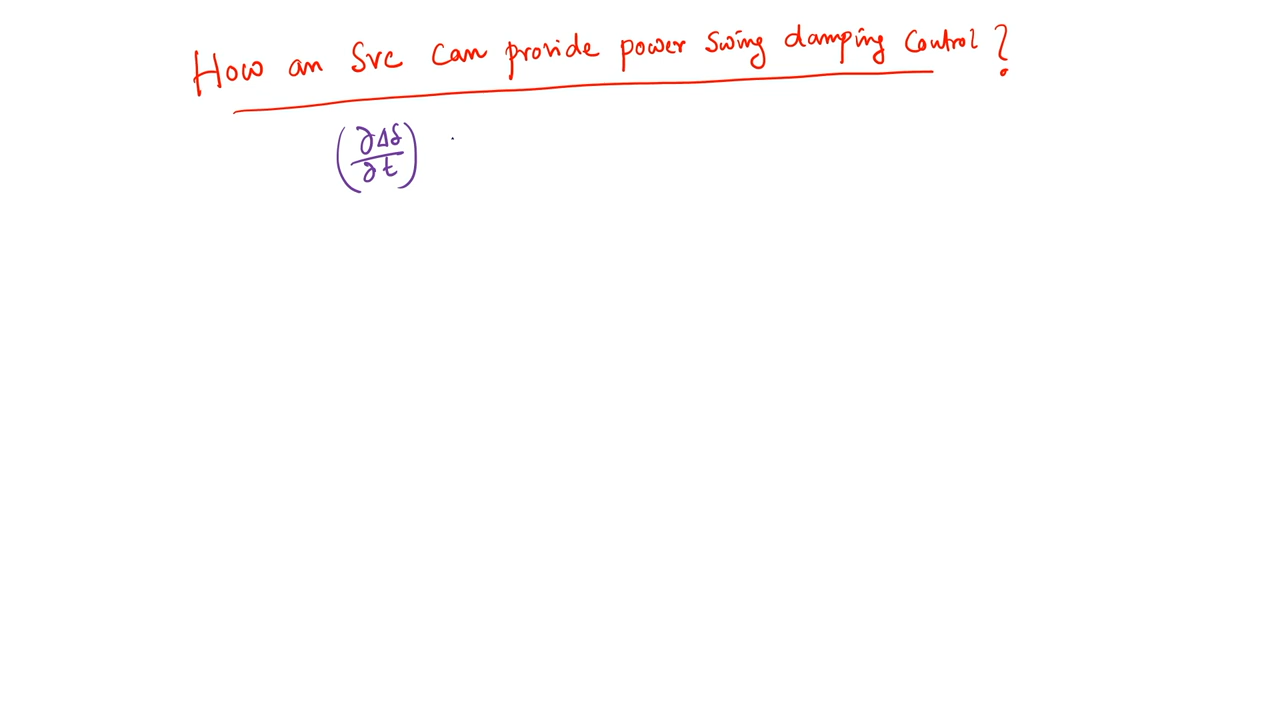 How an SVC can provide power swing damping control ?
(∂Δδ/∂t)